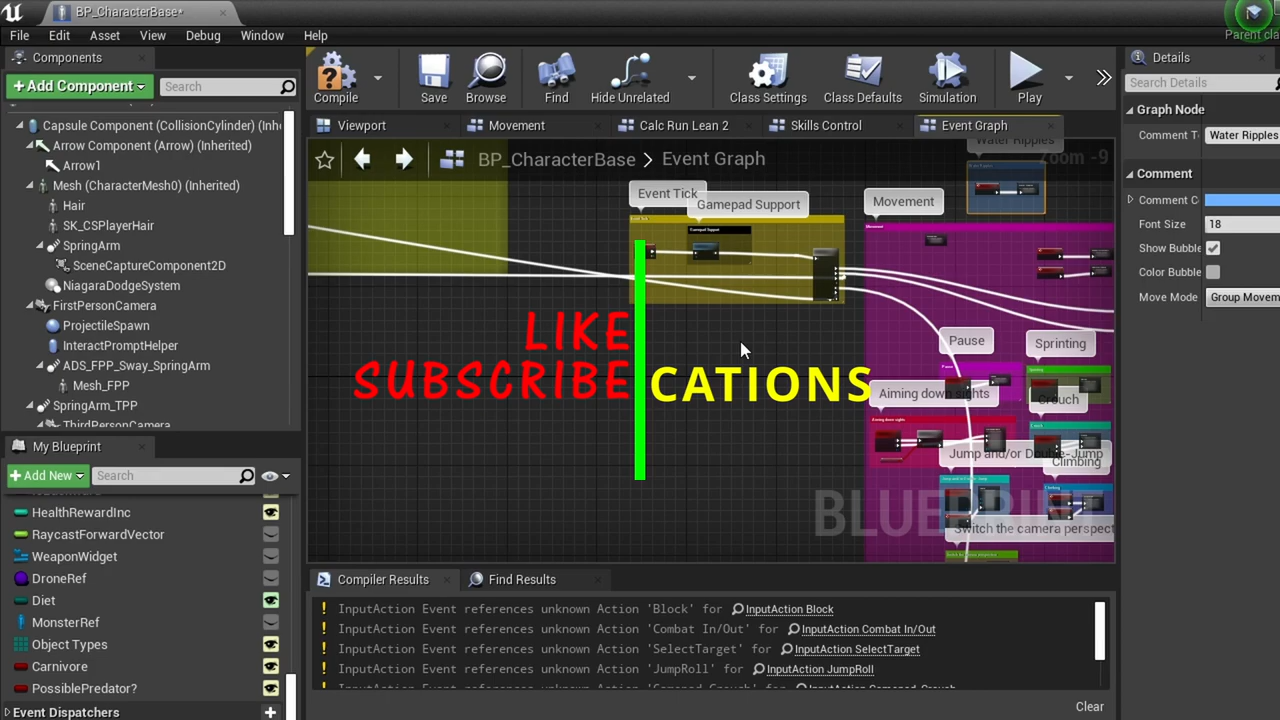 BP_CharacterBase*
File Edit Asset View Debug Window Help
Parent cla
Components
+ Add Component
Search
Capsule Component (CollisionCylinder) (Inhe
Arrow Component (Arrow) (Inherited)
Arrow1
Mesh (CharacterMesh0) (Inherited)
Hair
SK_CSPlayerHair
SpringArm
SceneCaptureComponent2D
NiagaraDodgeSystem
FirstPersonCamera
ProjectileSpawn
InteractPromptHelper
ADS_FPP_Sway_SpringArm
Mesh_FPP
SpringArm_TPP
ThirdPersonCamera
My Blueprint
+ Add New
Search
HealthRewardInc
RaycastForwardVector
WeaponWidget
DroneRef
Diet
MonsterRef
Object Types
Carnivore
PossiblePredator?
Event Dispatchers
Compile
Save
Browse
Find
Hide Unrelated
Class Settings
Class Defaults
Simulation
Play
Viewport
Movement
Calc Run Lean 2
Skills Control
Event Graph
BP_CharacterBase > Event Graph
Zoom -9
Water Ripples
Event Tick
Gamepad Support
Movement
Pause
Sprinting
Aiming down sights
Crouch
Jump and/or Double-Jump
Climbing
Switch the camera perspect
BLUEPRINT
LIKE
SUBSCRIBE
CATIONS
Compiler Results
Find Results
InputAction Event references unknown Action 'Block' for InputAction Block
InputAction Event references unknown Action 'Combat In/Out' for InputAction Combat In/Out
InputAction Event references unknown Action 'SelectTarget' for InputAction SelectTarget
InputAction Event references unknown Action 'JumpRoll' for InputAction JumpRoll
Clear
Details
Search Details
Graph Node
Comment T Water Ripples
Comment
Comment C
Font Size 18
Show Bubble
Color Bubble
Move Mode Group Movem